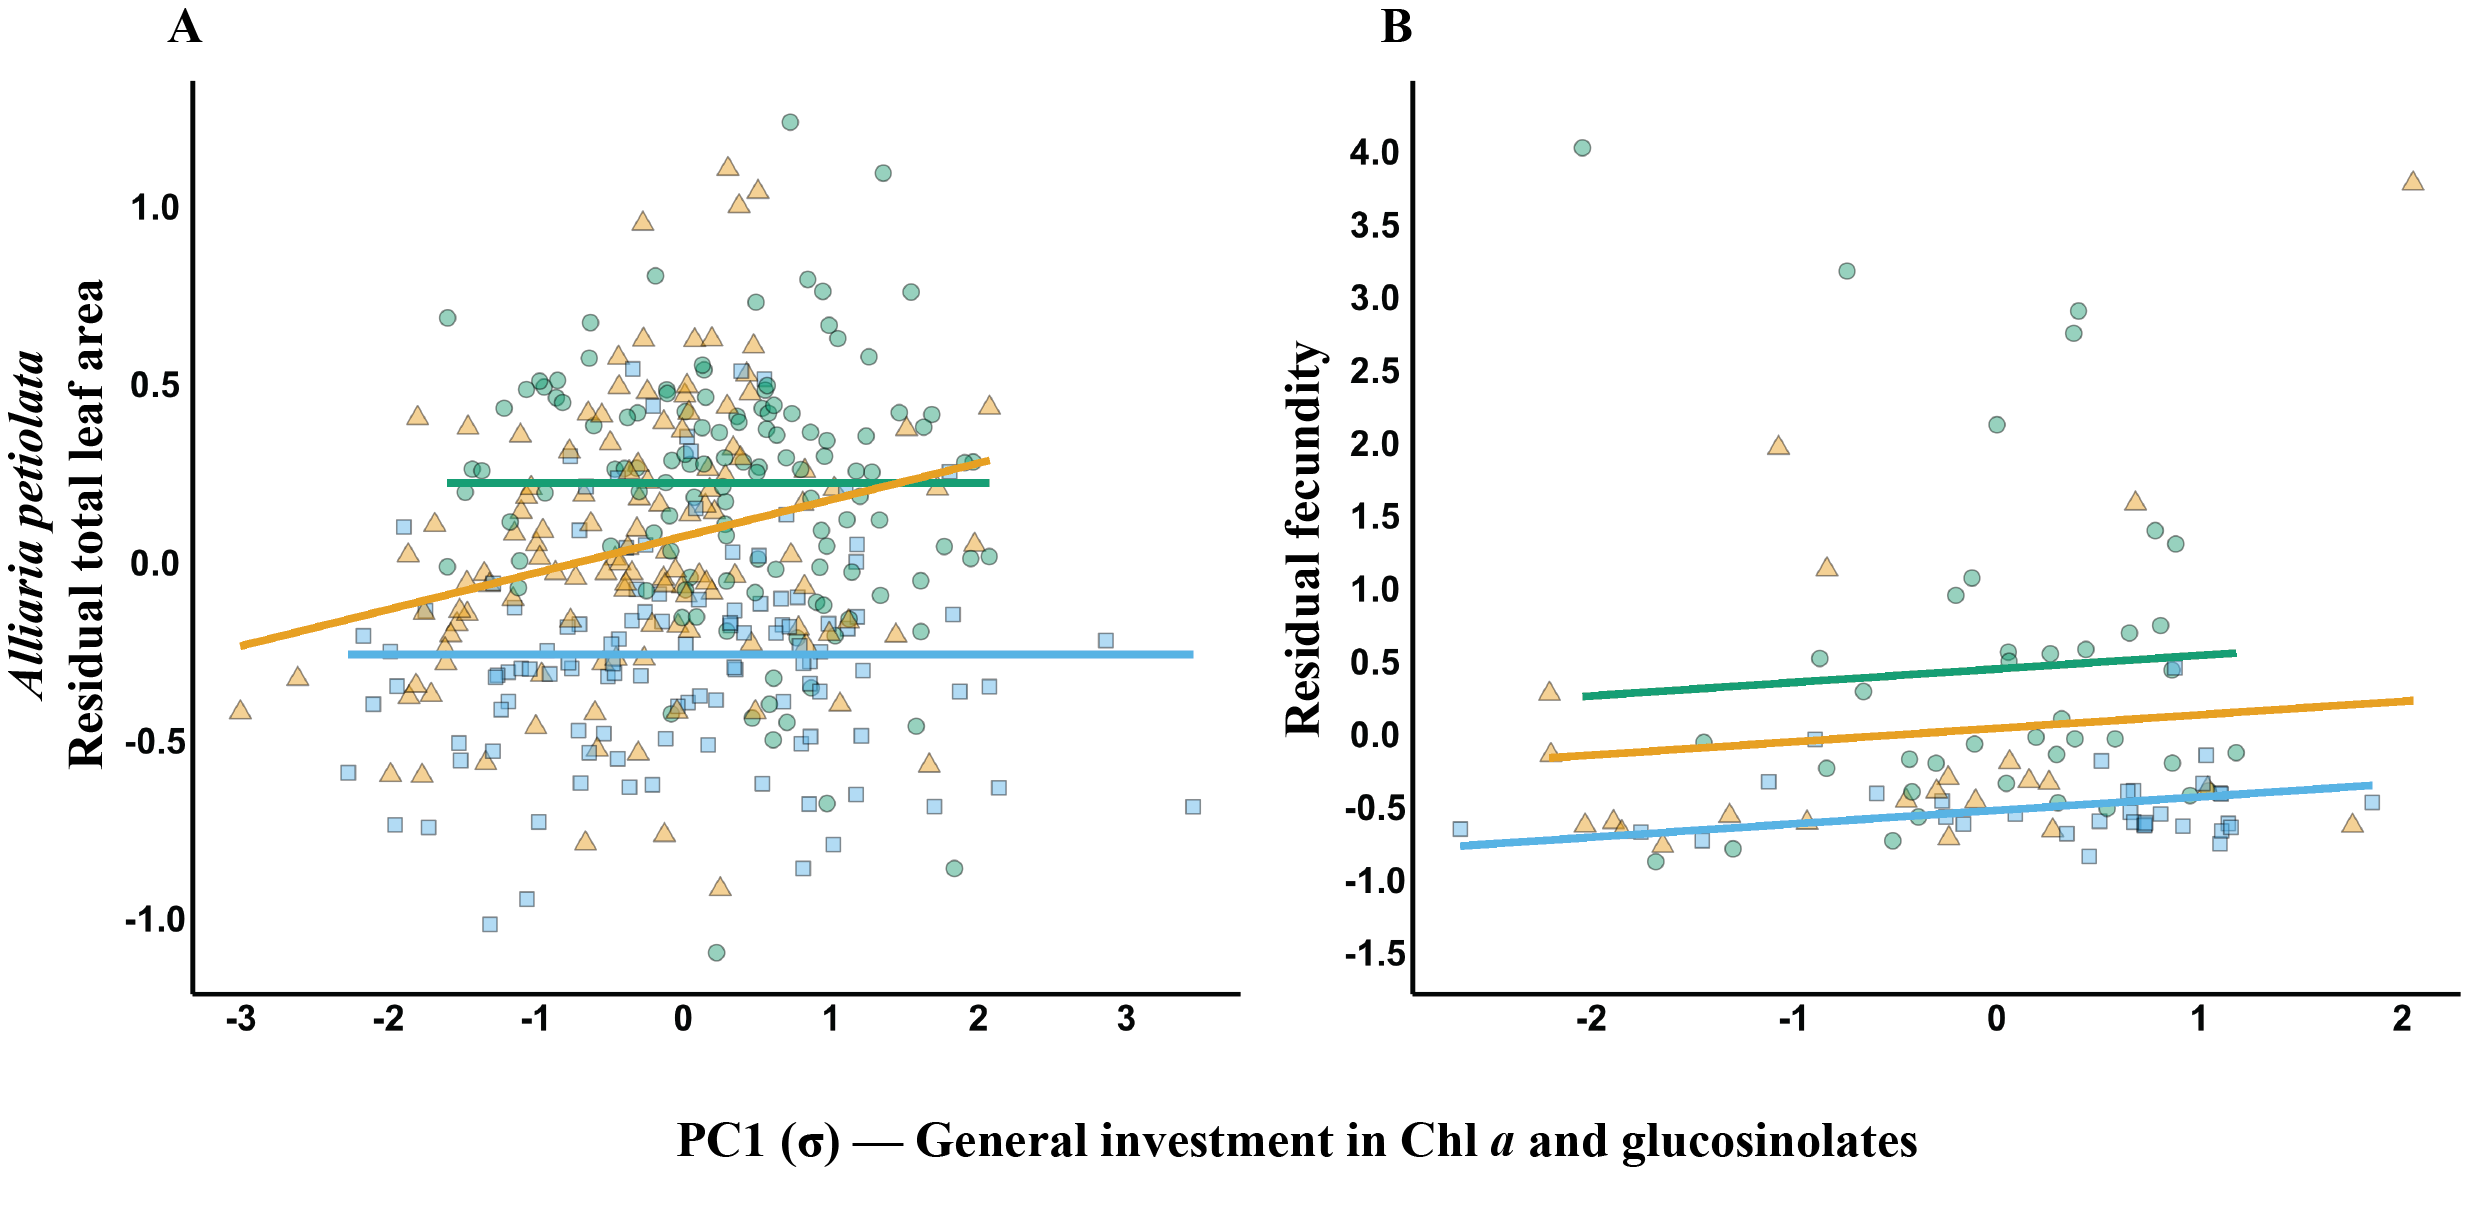 A
B
Alliaria petiolata
Residual total leaf area
1.0
0.5
0.0
-0.5
-1.0
-3 -2 -1 0 1 2 3
Residual fecundity
4.0
3.5
3.0
2.5
2.0
1.5
1.0
0.5
0.0
-0.5
-1.0
-1.5
-2 -1 0 1 2
PC1 (σ) — General investment in Chl a and glucosinolates